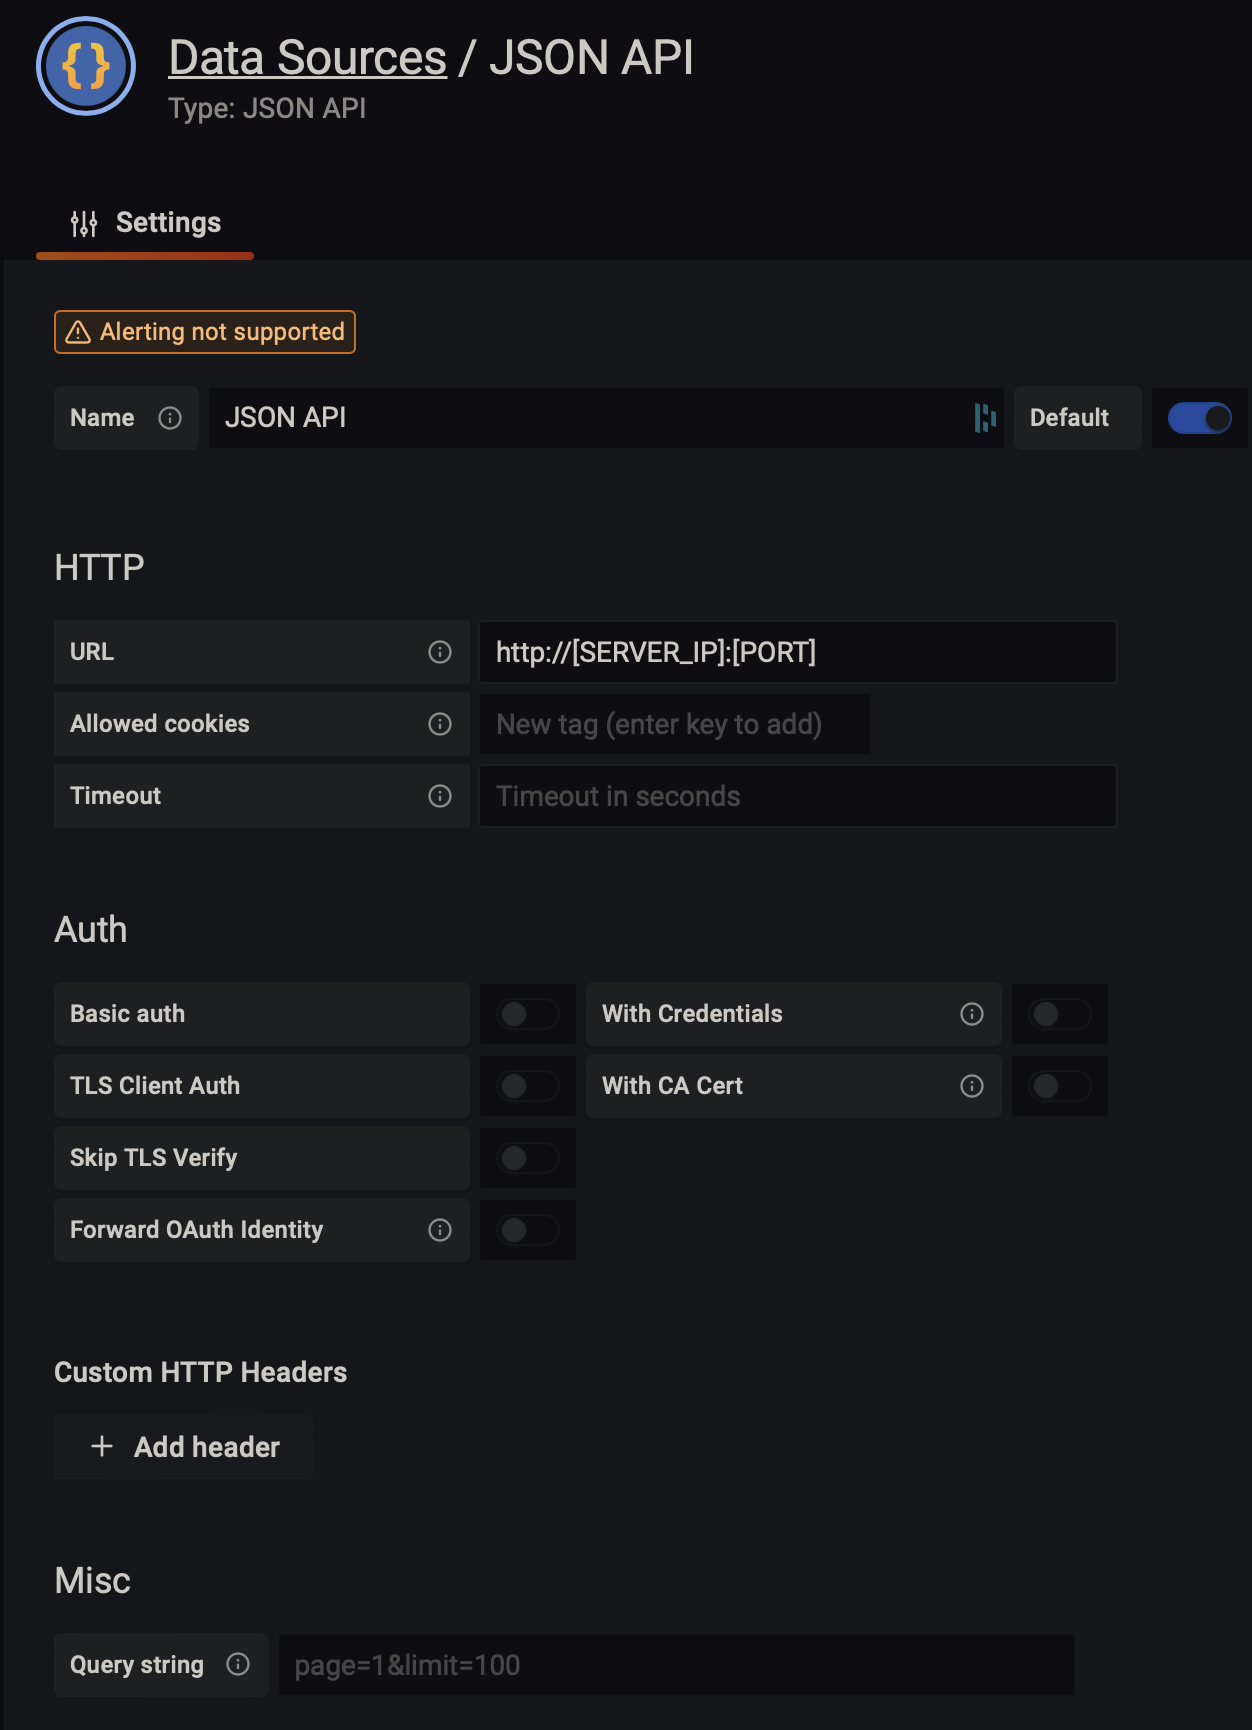 Data Sources / JSON API
Type: JSON API
Settings
Alerting not supported
Name JSON API Default
HTTP
URL http://[SERVER_IP]:[PORT]
Allowed cookies New tag (enter key to add)
Timeout Timeout in seconds
Auth
Basic auth With Credentials
TLS Client Auth With CA Cert
Skip TLS Verify
Forward OAuth Identity
Custom HTTP Headers
+ Add header
Misc
Query string page=1&limit=100